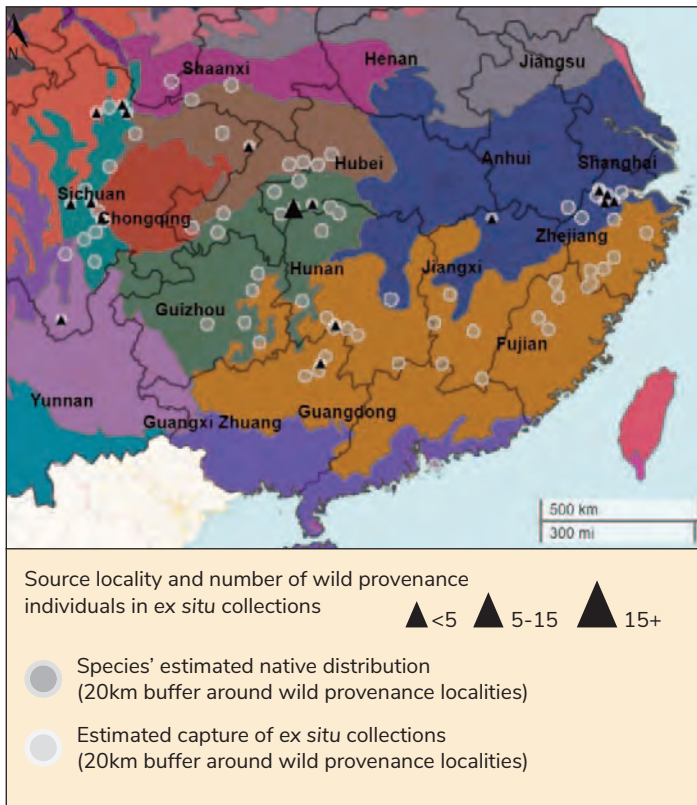 N
Shaanxi
Henan
Jiangsu
Hubei
Anhui
Shanghai
Sichuan
Chongqing
Zhejiang
Hunan
Jiangxi
Guizhou
Fujian
Yunnan
Guangxi Zhuang
Guangdong
500 km
300 mi
Source locality and number of wild provenance
individuals in ex situ collections
<5 5-15 15+
Species’ estimated native distribution
(20km buffer around wild provenance localities)
Estimated capture of ex situ collections
(20km buffer around wild provenance localities)